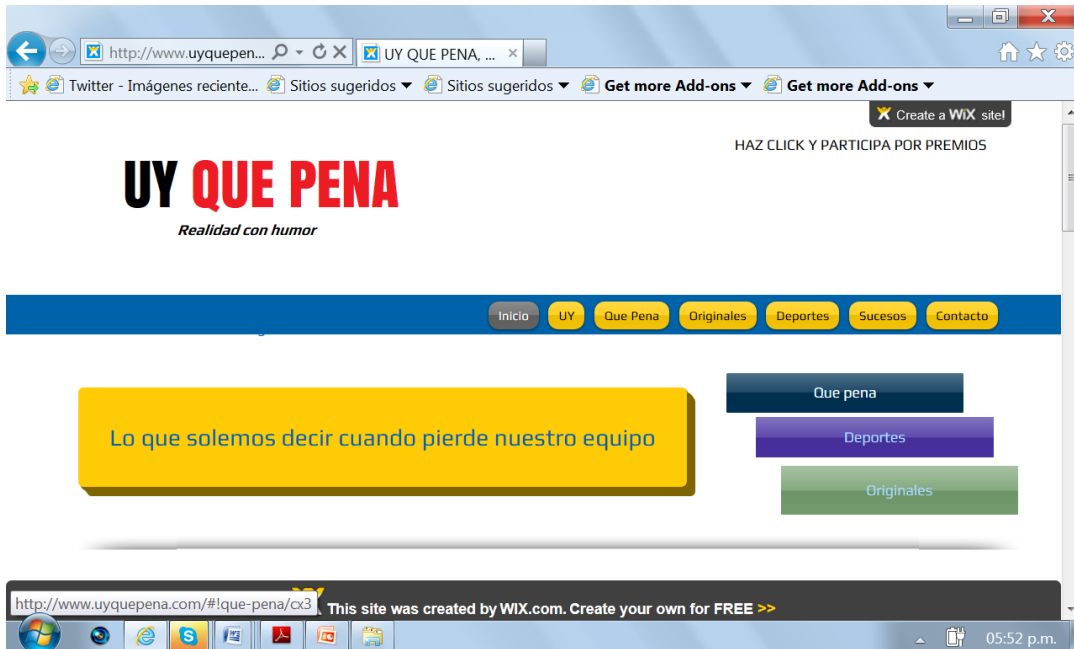 http://www.uyquepen...
UY QUE PENA, ...
Twitter - Imágenes reciente...
Sitios sugeridos
Sitios sugeridos
Get more Add-ons
Get more Add-ons
Create a WiX site!
HAZ CLICK Y PARTICIPA POR PREMIOS
UY QUE PENA
Realidad con humor
Inicio
UY
Que Pena
Originales
Deportes
Sucesos
Contacto
Lo que solemos decir cuando pierde nuestro equipo
Que pena
Deportes
Originales
http://www.uyquepena.com/#!que-pena/cx3
This site was created by WIX.com. Create your own for FREE >>
05:52 p.m.